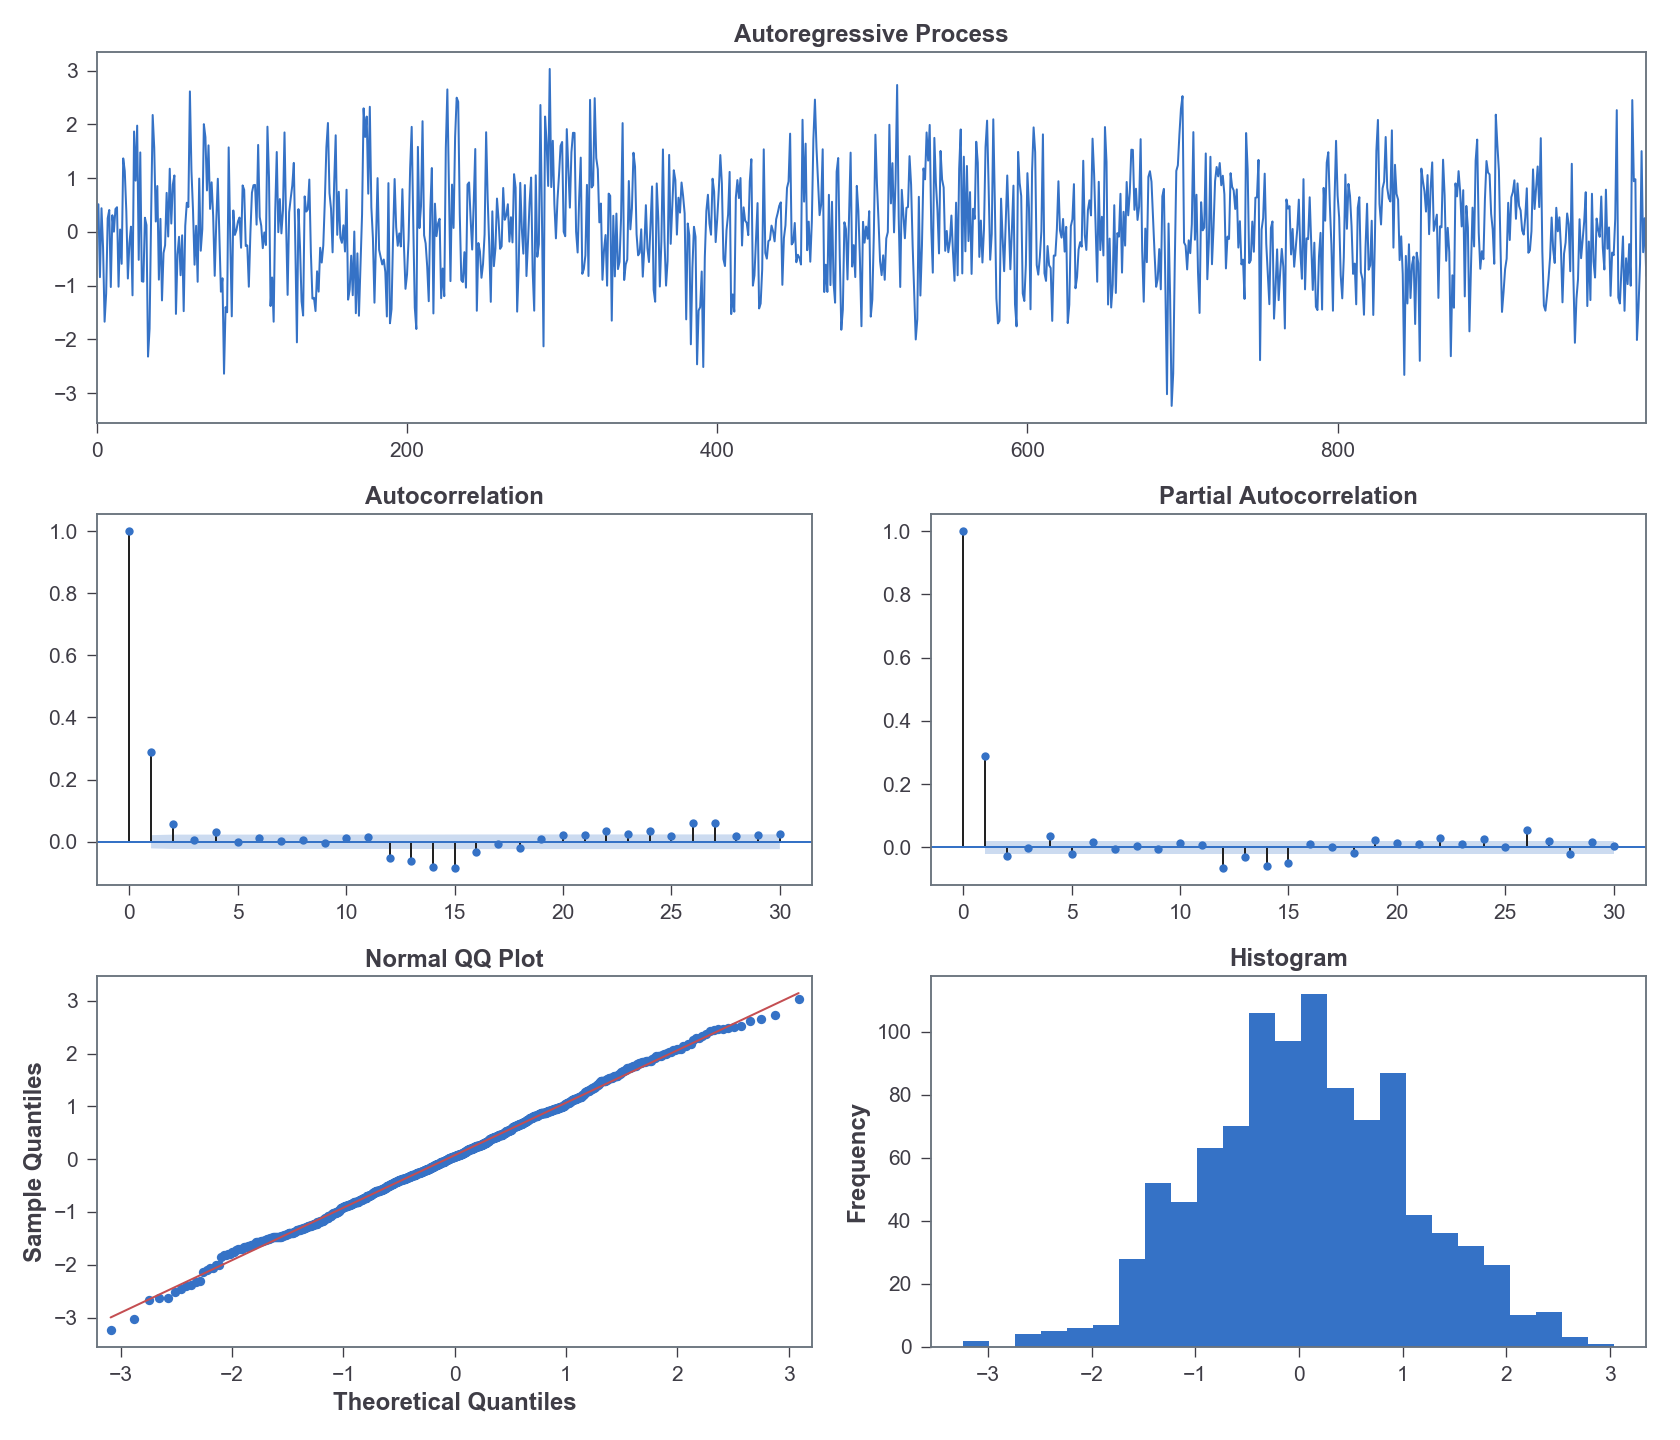 Autoregressive Process
3
2
1
0
−1
−2
−3
0 200 400 600 800
Autocorrelation
1.0
0.8
0.6
0.4
0.2
0.0
0 5 10 15 20 25 30
Partial Autocorrelation
1.0
0.8
0.6
0.4
0.2
0.0
0 5 10 15 20 25 30
Normal QQ Plot
Sample Quantiles
3
2
1
0
−1
−2
−3
−3 −2 −1 0 1 2 3
Theoretical Quantiles
Histogram
Frequency
100
80
60
40
20
0
−3 −2 −1 0 1 2 3